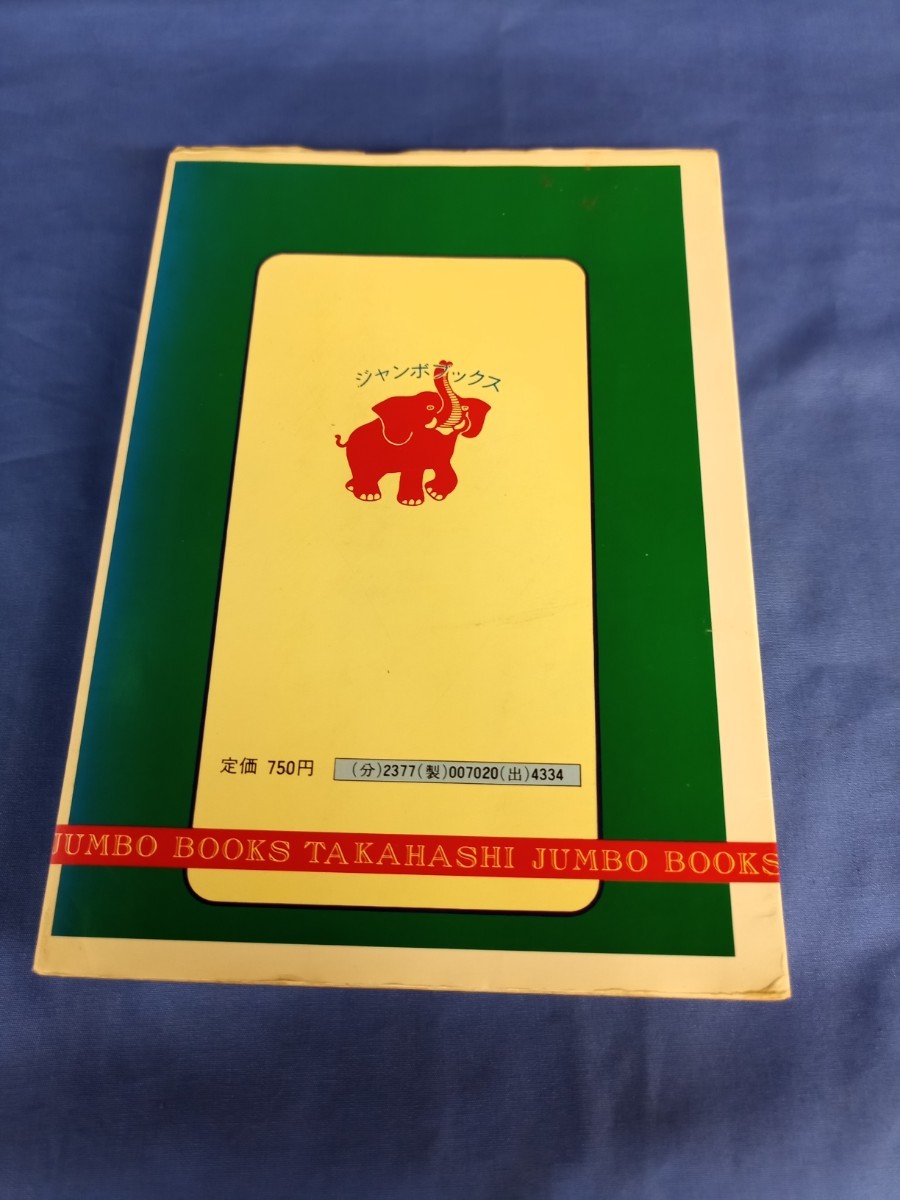 ジャンボブックス
定価 750円
(分)2377(製)007020(出)4334
JUMBO BOOKS TAKAHASHI JUMBO BOOKS